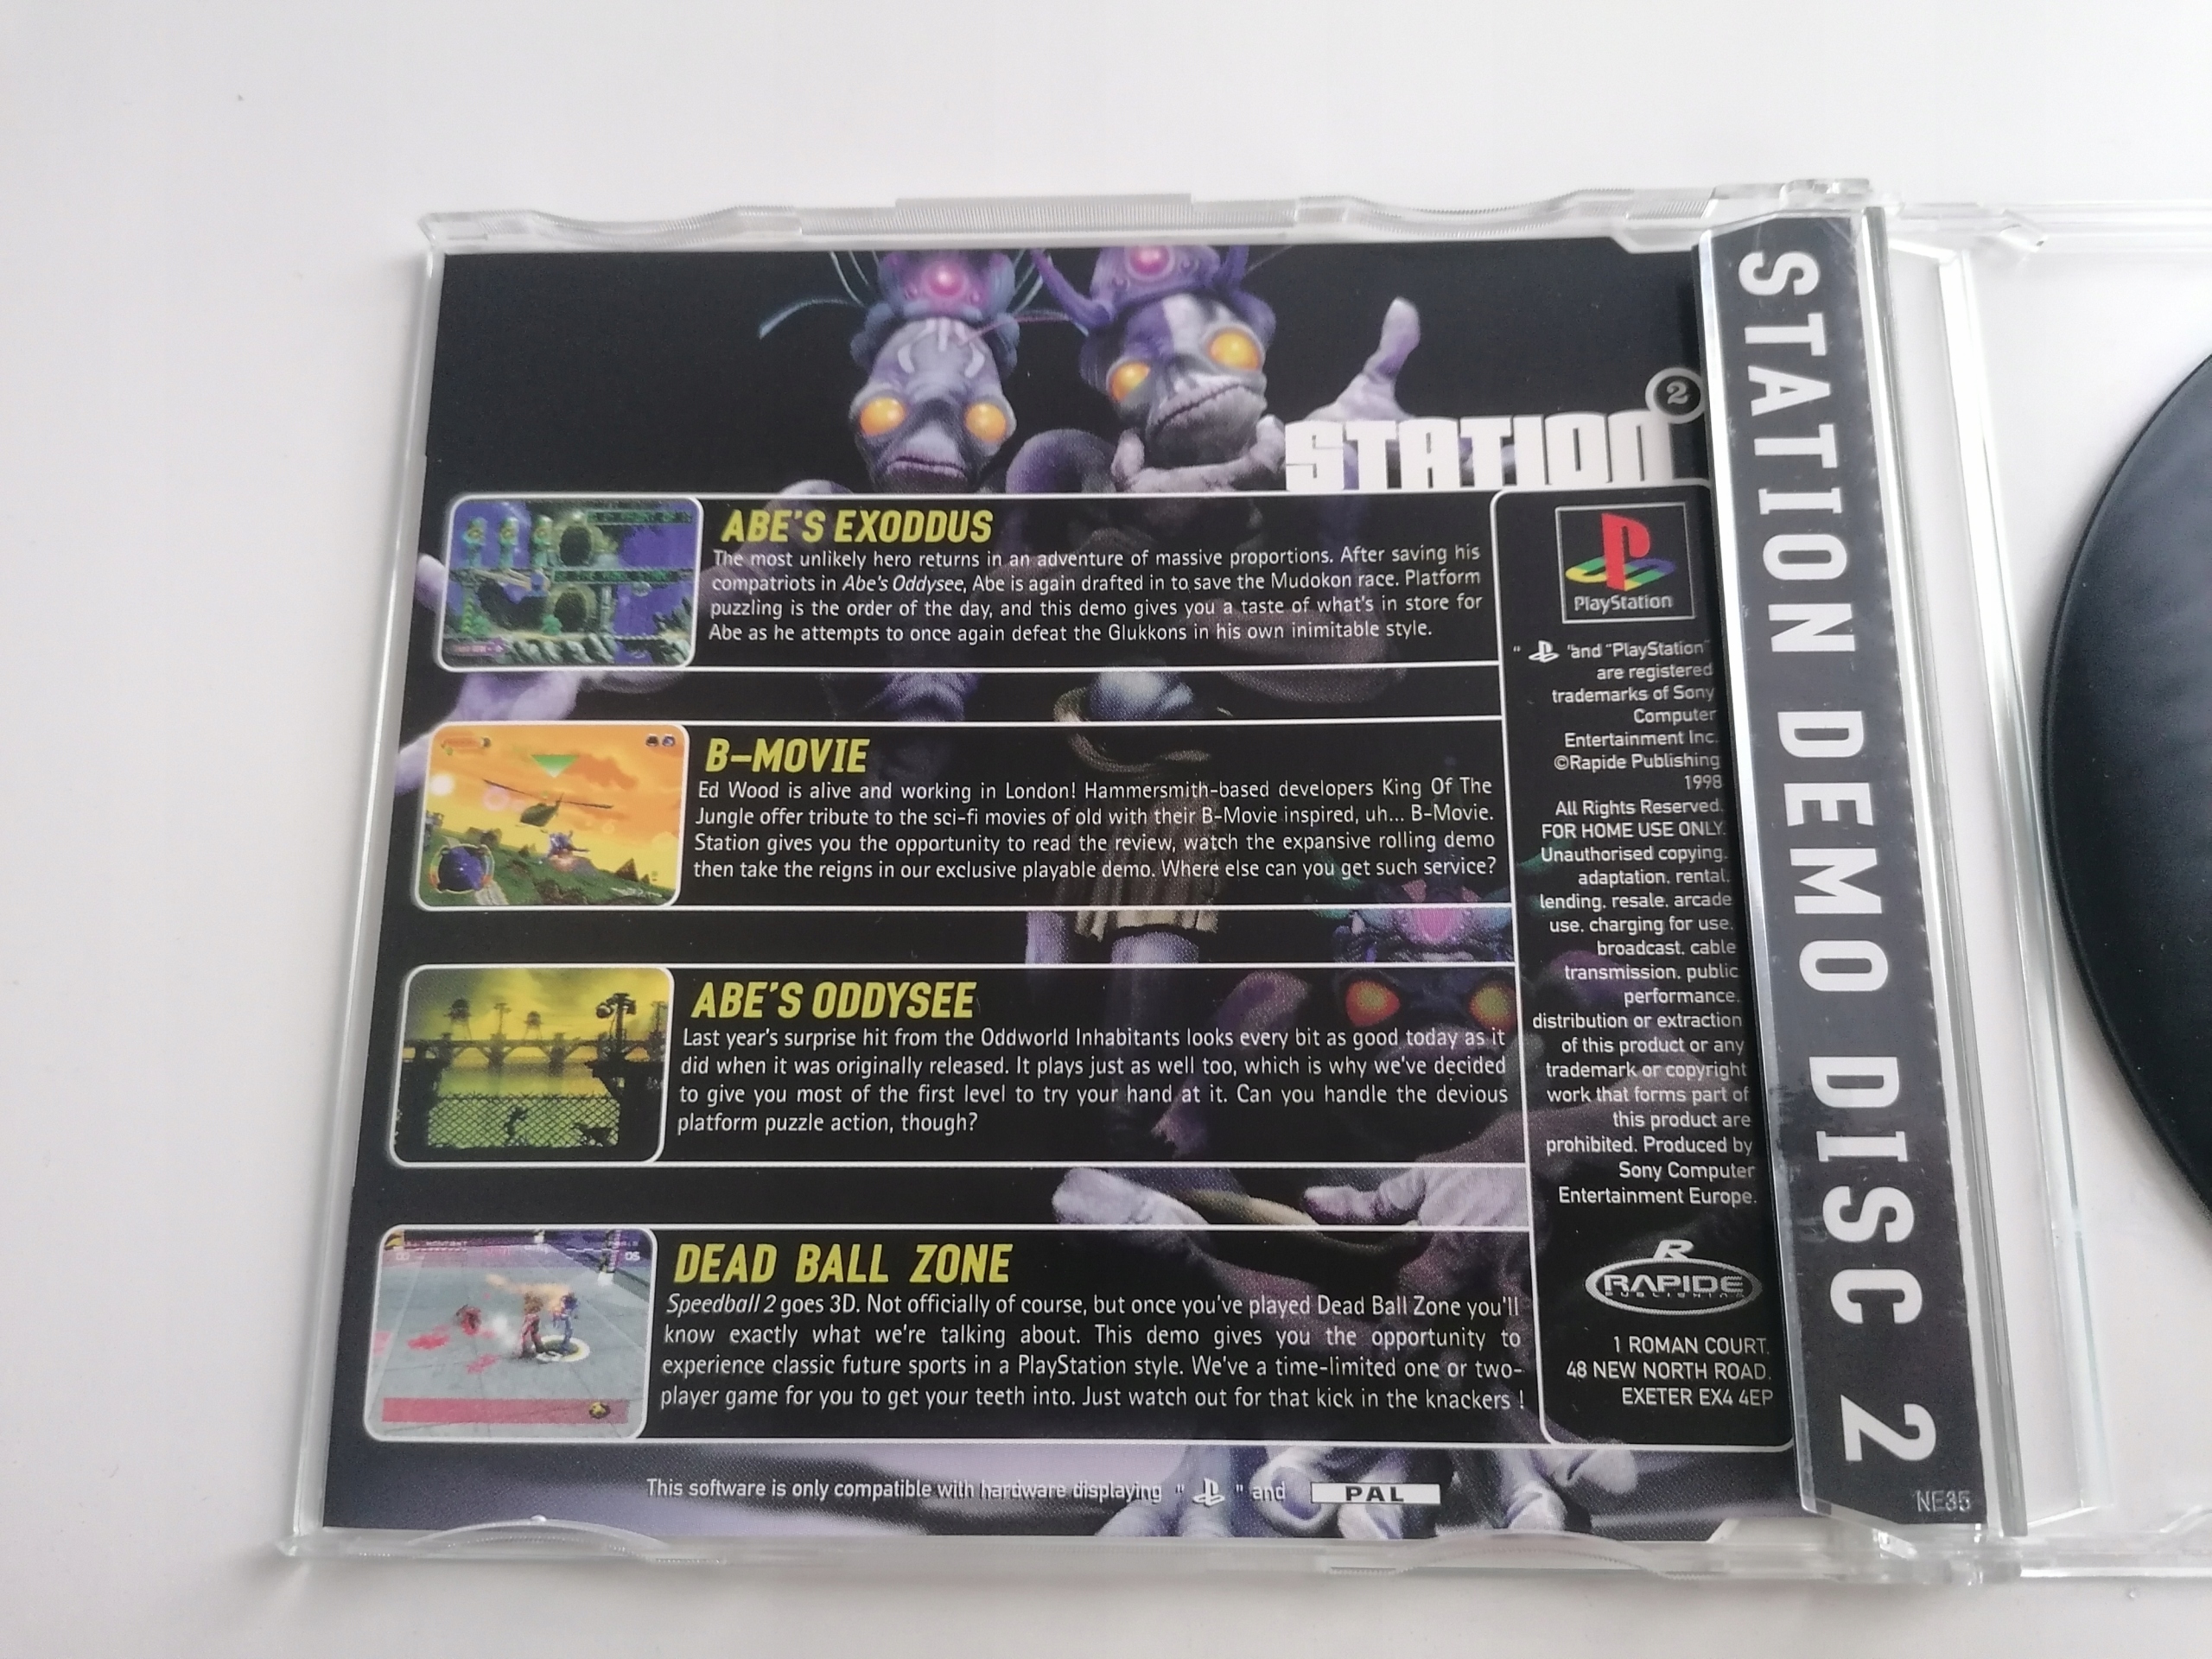 2
STATION
ABE'S EXODDUS
The most unlikely hero returns in an adventure of massive proportions. After saving his
compatriots in Abe's Oddysee, Abe is again drafted in to save the Mudokon race. Platform
puzzling is the order of the day, and this demo gives you a taste of what's in store for
Abe as he attempts to once again defeat the Glukkons in his own inimitable style.
B-MOVIE
Ed Wood is alive and working in London! Hammersmith-based developers King Of The
Jungle offer tribute to the sci-fi movies of old with their B-Movie inspired, uh... B-Movie.
Station gives you the opportunity to read the review, watch the expansive rolling demo
then take the reigns in our exclusive playable demo. Where else can you get such service?
ABE'S ODDYSEE
Last year's surprise hit from the Oddworld Inhabitants looks every bit as good today as it
did when it was originally released. It plays just as well too, which is why we've decided
to give you most of the first level to try your hand at it. Can you handle the devious
platform puzzle action, though?
DEAD BALL ZONE
Speedball 2 goes 3D. Not officially of course, but once you've played Dead Ball Zone you'll
know exactly what we're talking about. This demo gives you the opportunity to
experience classic future sports in a PlayStation style. We've a time-limited one or two-
player game for you to get your teeth into. Just watch out for that kick in the knackers !
This software is only compatible with hardware displaying " " and PAL
PlayStation
" "and "PlayStation"
are registered
trademarks of Sony
Computer
Entertainment Inc.
©Rapide Publishing
1998
All Rights Reserved.
FOR HOME USE ONLY.
Unauthorised copying.
adaptation. rental.
lending. resale. arcade
use. charging for use.
broadcast. cable
transmission. public
performance.
distribution or extraction
of this product or any
trademark or copyright
work that forms part of
this product are
prohibited. Produced by
Sony Computer
Entertainment Europe.
R
RAPIDE
PUBLISHING
1 ROMAN COURT.
48 NEW NORTH ROAD.
EXETER EX4 4EP
STATION DEMO DISC 2
NE35